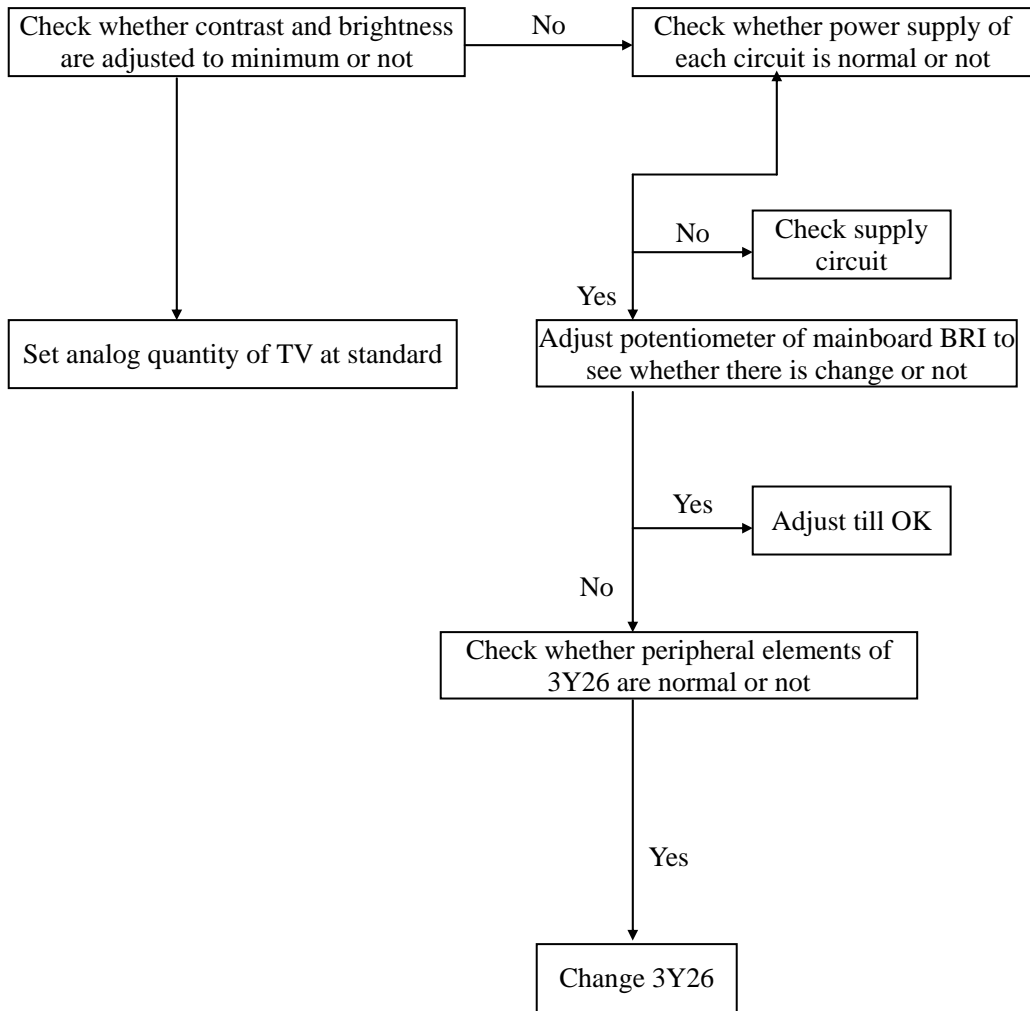 Check whether contrast and brightness
are adjusted to minimum or not
No
Check whether power supply of
each circuit is normal or not
No
Check supply
circuit
Yes
Set analog quantity of TV at standard
Adjust potentiometer of mainboard BRI to
see whether there is change or not
Yes
Adjust till OK
No
Check whether peripheral elements of
3Y26 are normal or not
Yes
Change 3Y26